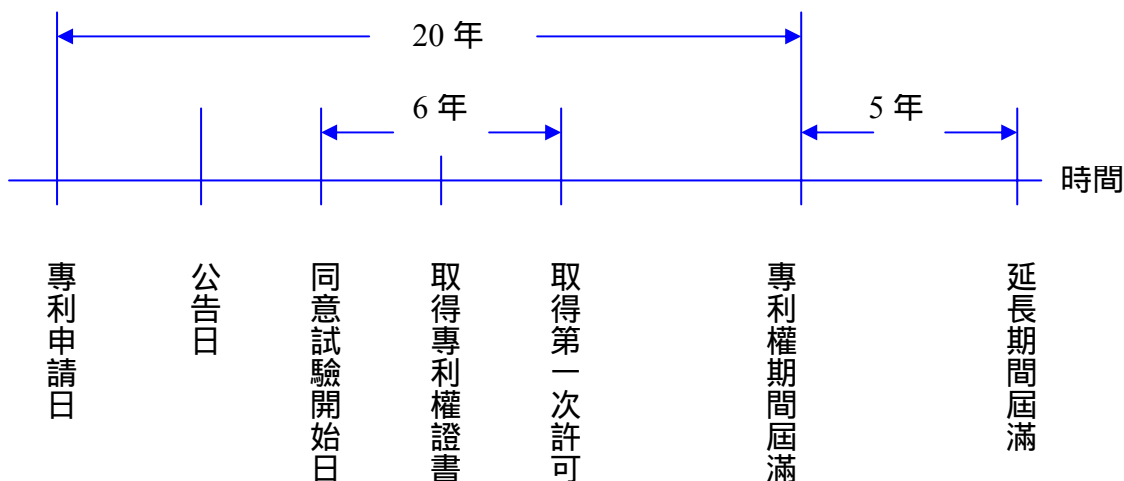 20 年
6 年
5 年
時間
專利申請日
公告日
同意試驗開始日
取得專利權證書
取得第一次許可
專利權期間屆滿
延長期間屆滿